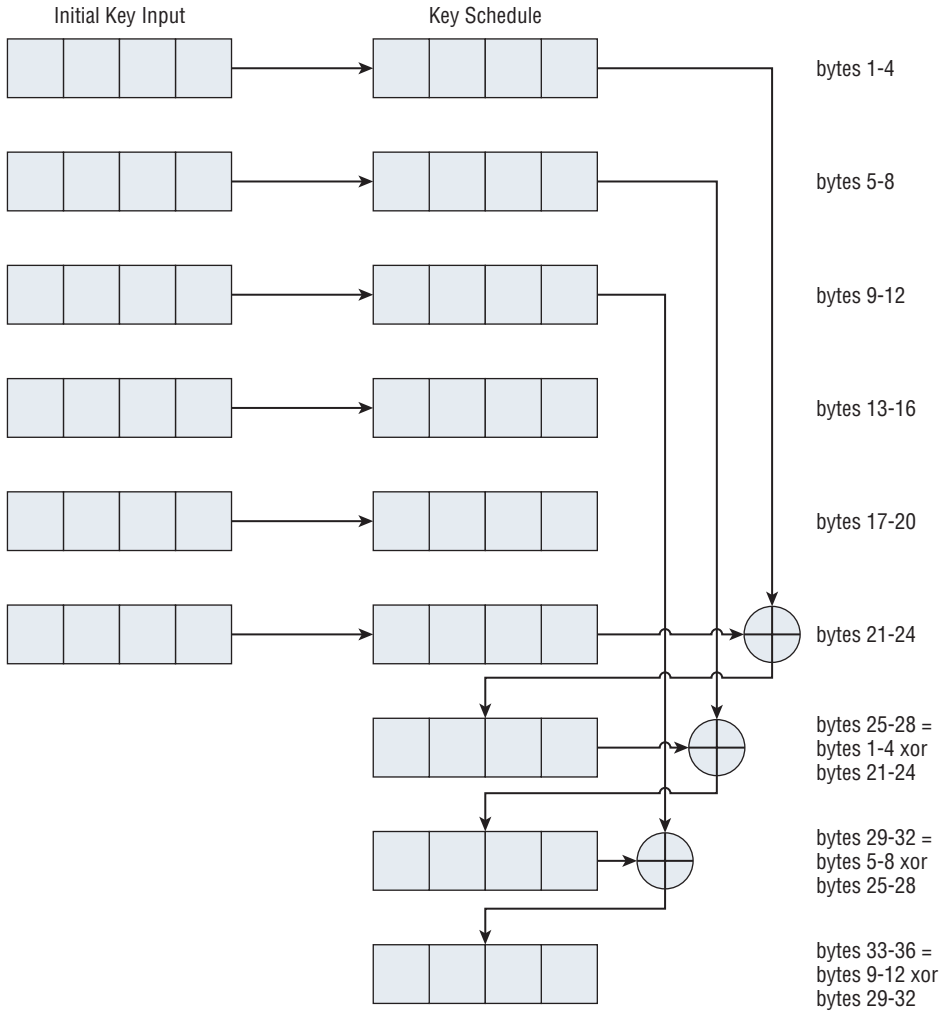 Initial Key Input
Key Schedule
bytes 1-4
bytes 5-8
bytes 9-12
bytes 13-16
bytes 17-20
bytes 21-24
bytes 25-28 =
bytes 1-4 xor
bytes 21-24
bytes 29-32 =
bytes 5-8 xor
bytes 25-28
bytes 33-36 =
bytes 9-12 xor
bytes 29-32